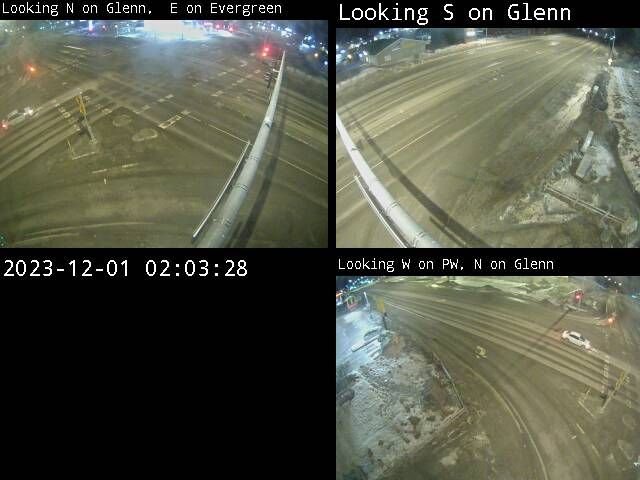 Looking N on Glenn,  E on Evergreen
Looking S on Glenn
2023-12-01 02:03:28
Looking W on PW, N on Glenn